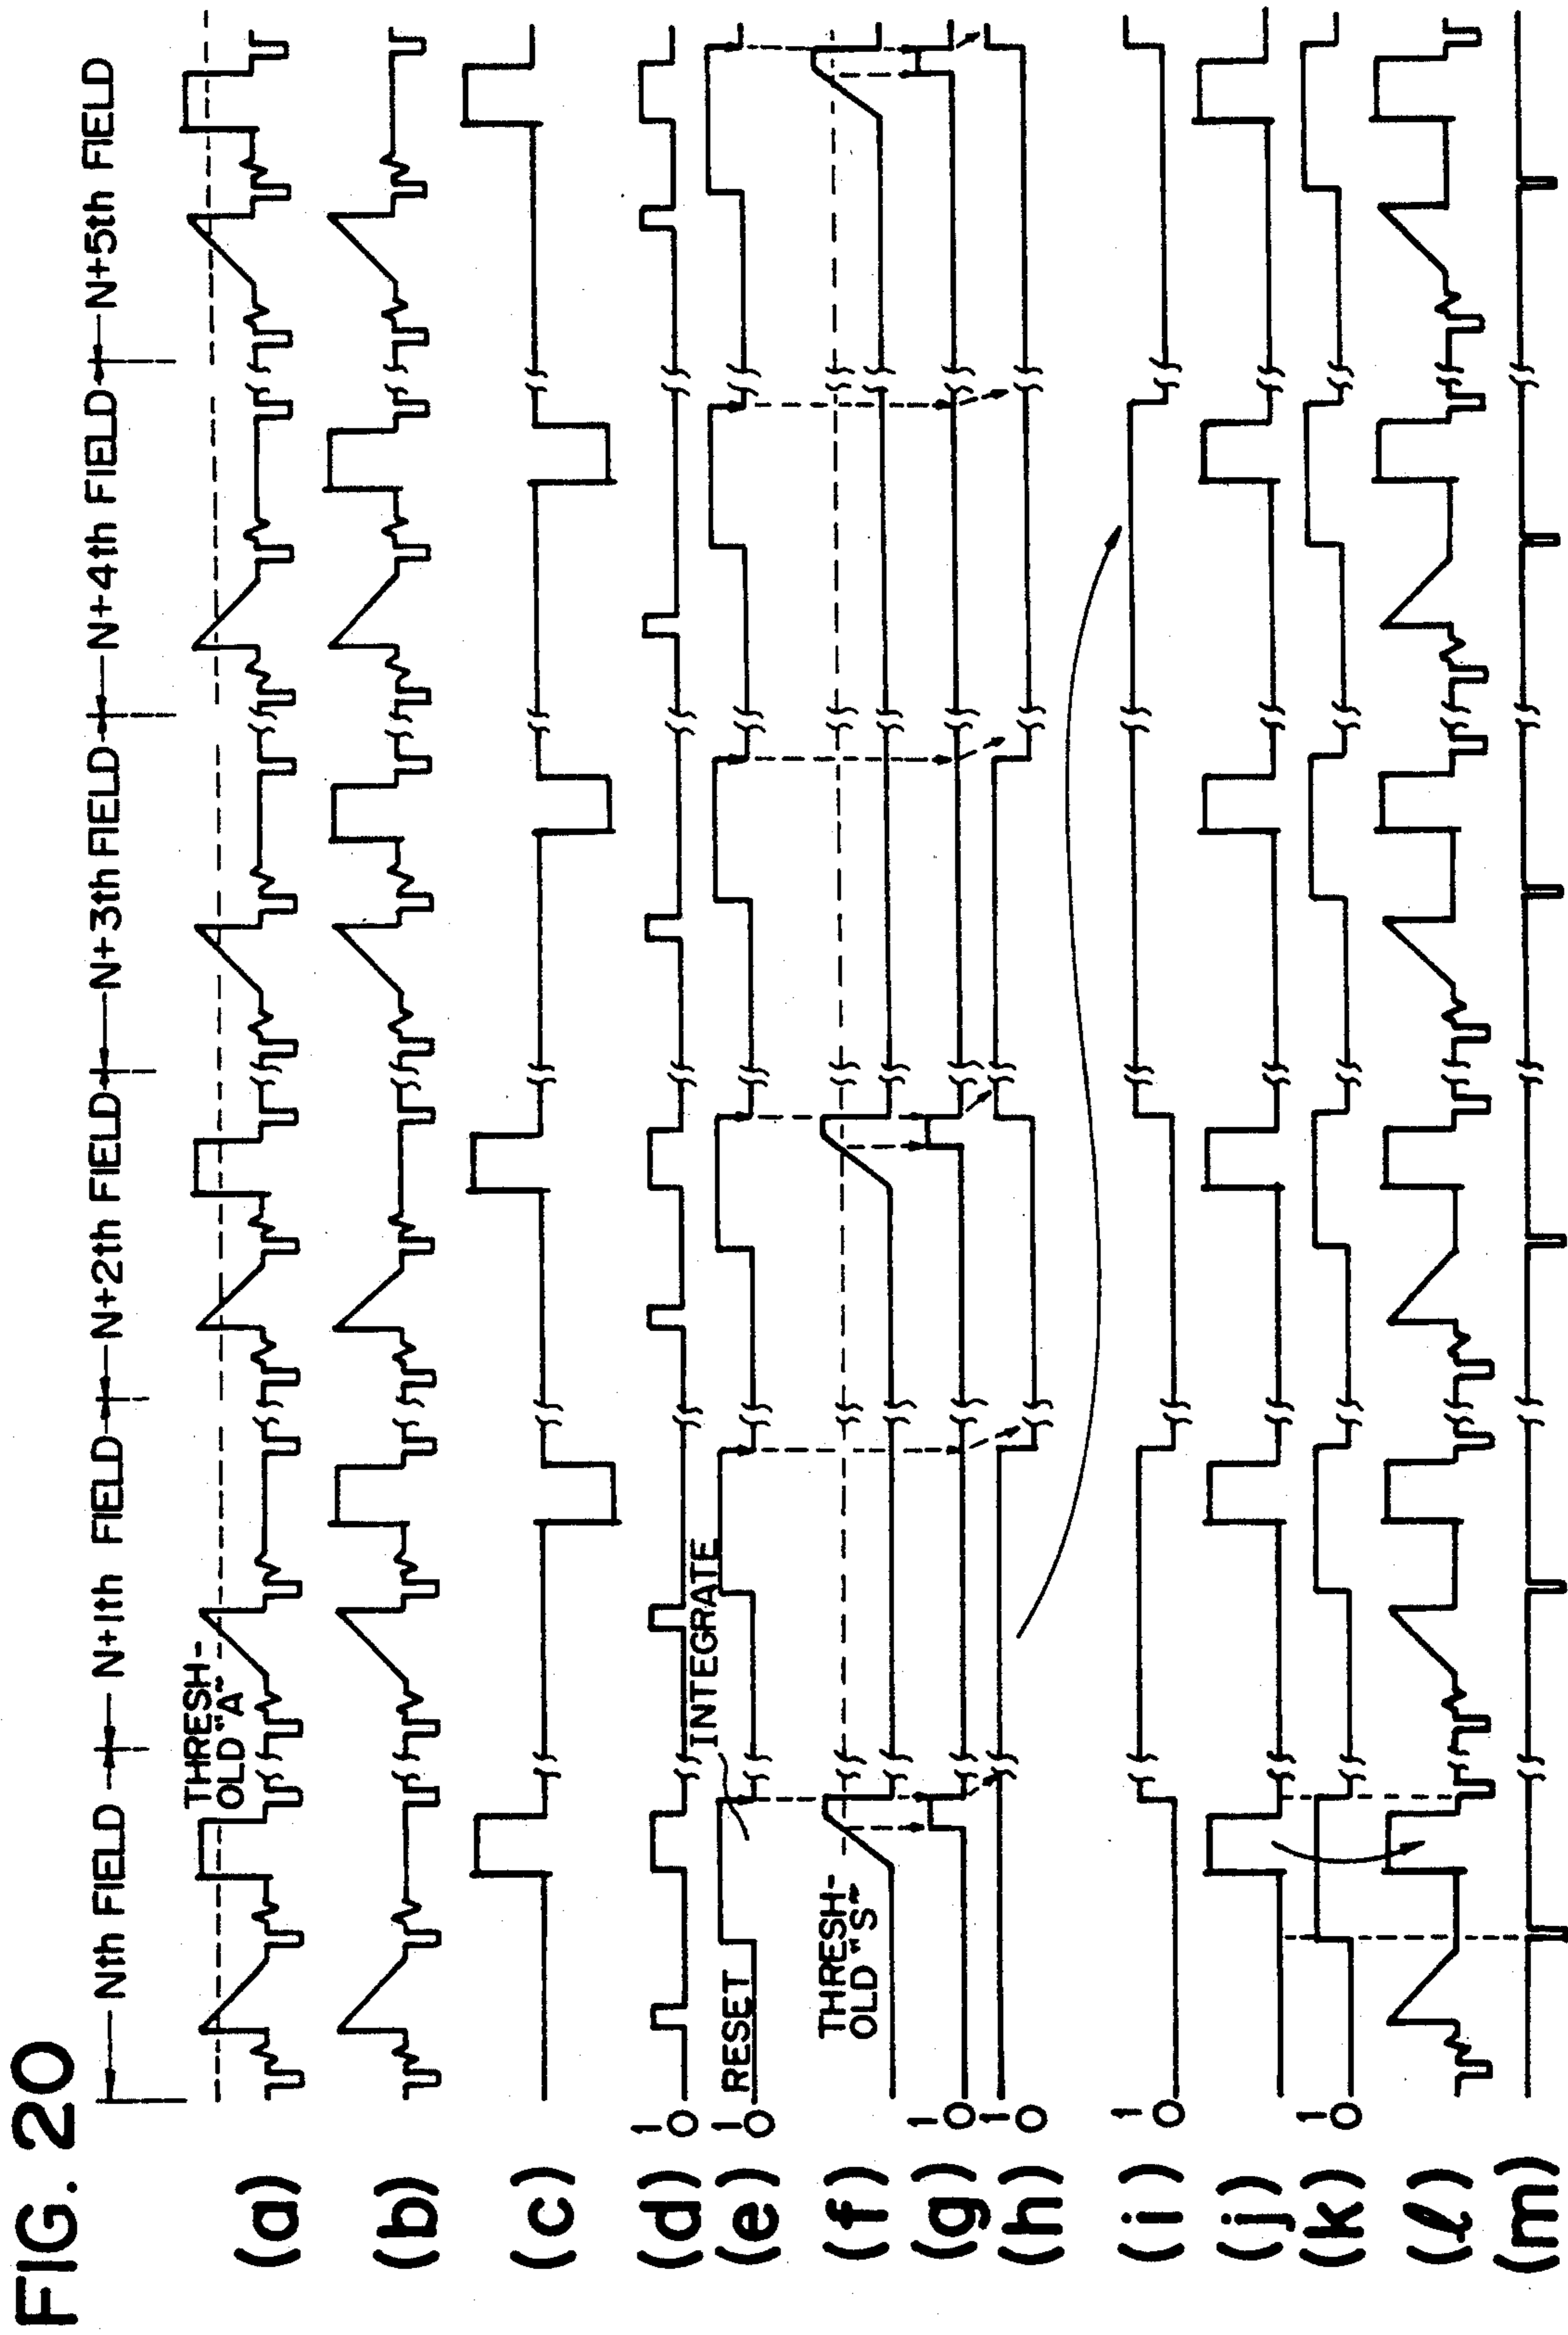 FIG. 20
Nth FIELD
N+1th FIELD
N+2th FIELD
N+3th FIELD
N+4th FIELD
N+5th FIELD
THRESH-
OLD "A"
(a)
(b)
(c)
(d)
1
0
INTEGRATE
(e)
1
0
RESET
(f)
THRESH-
OLD "S"
(g)
1
0
(h)
1
0
(i)
1
0
(j)
(k)
1
0
(l)
(m)